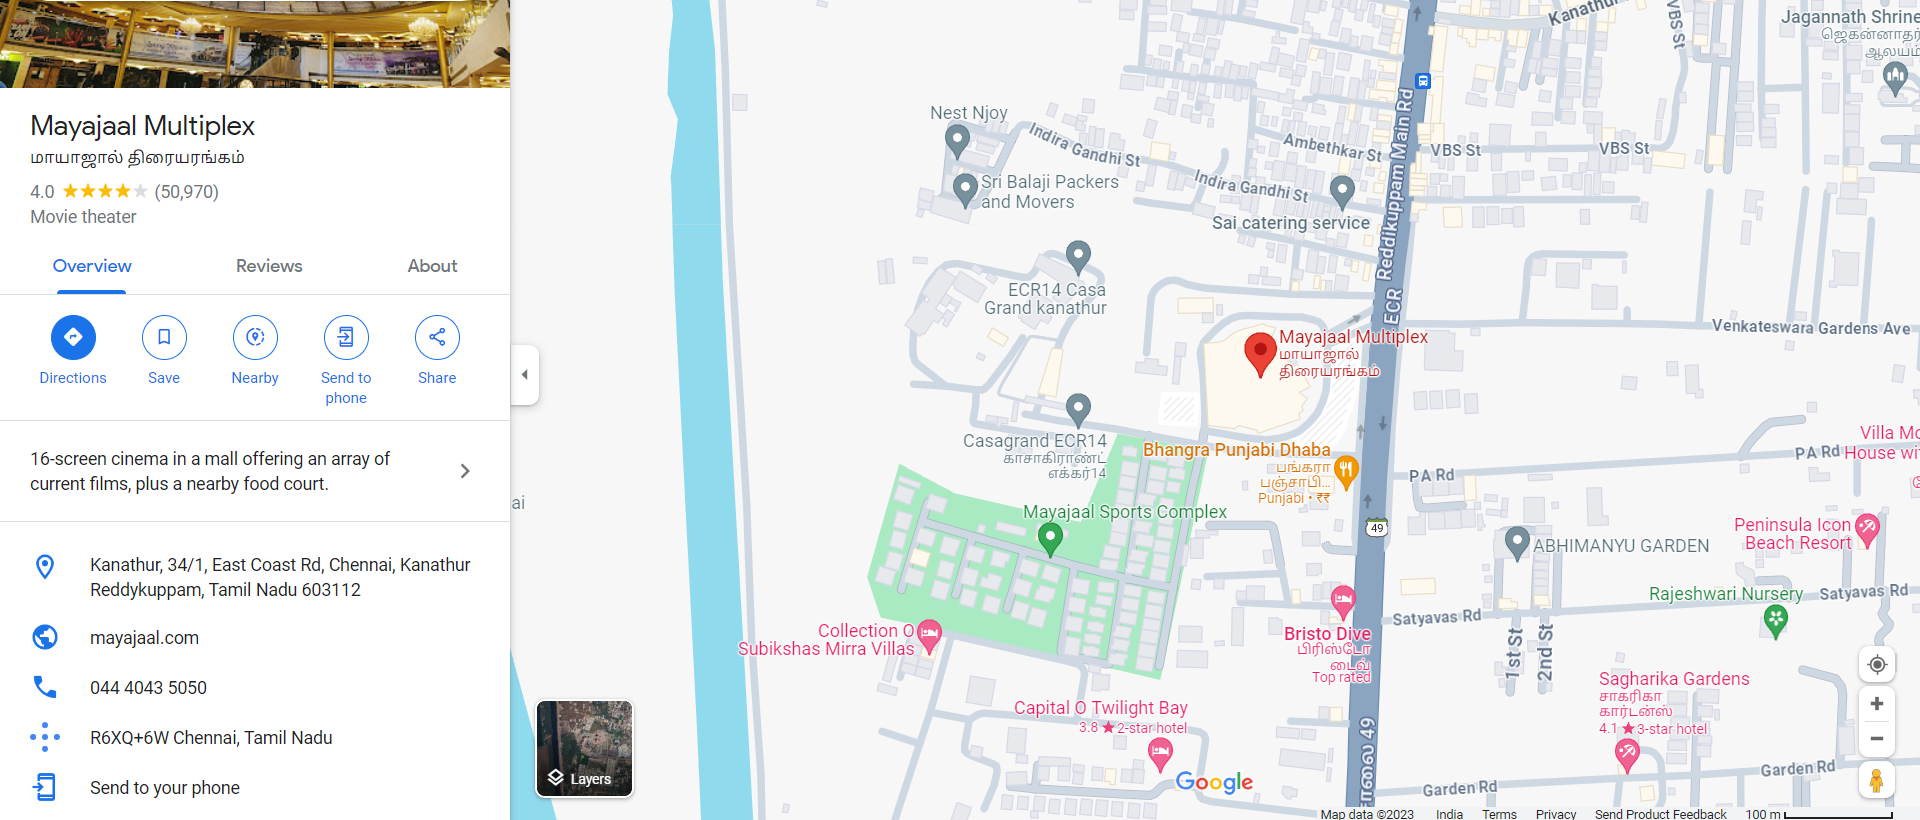 Mayajaal Multiplex
மாயாஜால் திரையரங்கம்
4.0 (50,970)
Movie theater
Overview
Reviews
About
Directions
Save
Nearby
Send to
phone
Share
16-screen cinema in a mall offering an array of
current films, plus a nearby food court.
Kanathur, 34/1, East Coast Rd, Chennai, Kanathur
Reddykuppam, Tamil Nadu 603112
mayajaal.com
044 4043 5050
R6XQ+6W Chennai, Tamil Nadu
Send to your phone
ai
Layers
Kanathur
VBS St
Jagannath Shrine
ஜெகன்னாதர்
ஆலயம்
Nest Njoy
Indira Gandhi St
Sri Balaji Packers
and Movers
Ambethkar St
VBS St
VBS St
Indira Gandhi St
Sai catering service
Reddikuppam Main Rd
ECR
ECR14 Casa
Grand kanathur
Venkateswara Gardens Ave
Mayajaal Multiplex
மாயாஜால்
திரையரங்கம்
Casagrand ECR14
காசாகிராண்ட்
எக்கர்14
Bhangra Punjabi Dhaba
பங்கரா
பஞ்சாபி...
Punjabi • ₹₹
PA Rd
PA Rd
Villa Mo
House wi
Mayajaal Sports Complex
49
Peninsula Icon
Beach Resort
ABHIMANYU GARDEN
Rajeshwari Nursery
Satyavas Rd
Satyavas Rd
Collection O
Subikshas Mirra Villas
Bristo Dive
பிரிஸ்டோ
டைவ்
Top rated
1st St
2nd St
Sagharika Gardens
சாகரிகா
கார்டன்ஸ்
4.1 ★ 3-star hotel
Capital O Twilight Bay
3.8 ★ 2-star hotel
49
Garden Rd
Garden Rd
Google
Map data ©2023
India
Terms
Privacy
Send Product Feedback
100 m